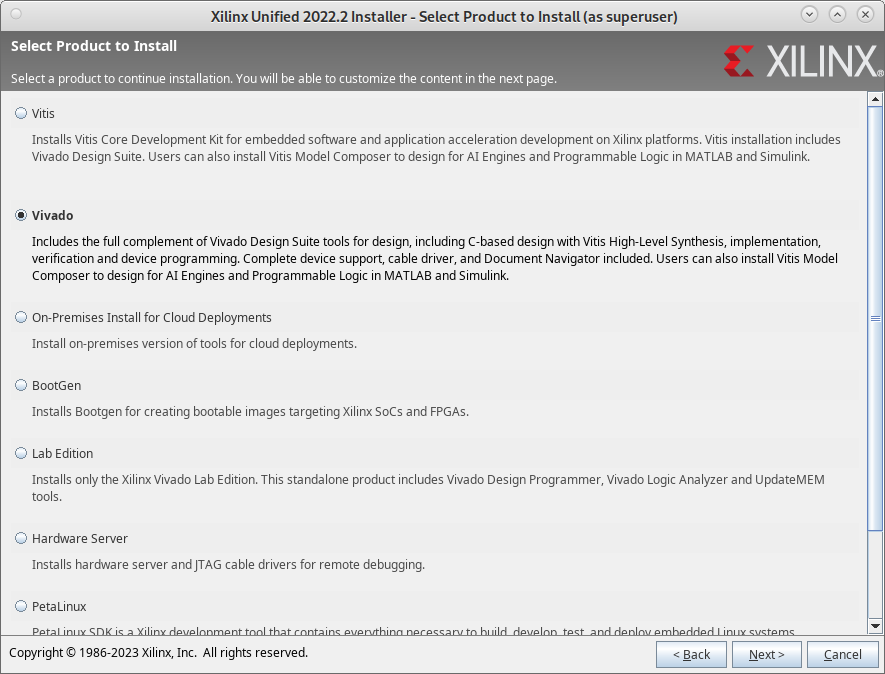 Xilinx Unified 2022.2 Installer - Select Product to Install (as superuser)
Select Product to Install
Select a product to continue installation. You will be able to customize the content in the next page.
XILINX®
Vitis
Installs Vitis Core Development Kit for embedded software and application acceleration development on Xilinx platforms. Vitis installation includes
Vivado Design Suite. Users can also install Vitis Model Composer to design for AI Engines and Programmable Logic in MATLAB and Simulink.
Vivado
Includes the full complement of Vivado Design Suite tools for design, including C-based design with Vitis High-Level Synthesis, implementation,
verification and device programming. Complete device support, cable driver, and Document Navigator included. Users can also install Vitis Model
Composer to design for AI Engines and Programmable Logic in MATLAB and Simulink.
On-Premises Install for Cloud Deployments
Install on-premises version of tools for cloud deployments.
BootGen
Installs Bootgen for creating bootable images targeting Xilinx SoCs and FPGAs.
Lab Edition
Installs only the Xilinx Vivado Lab Edition. This standalone product includes Vivado Design Programmer, Vivado Logic Analyzer and UpdateMEM
tools.
Hardware Server
Installs hardware server and JTAG cable drivers for remote debugging.
PetaLinux
PetaLinux SDK is a Xilinx development tool that contains everything necessary to build, develop, test, and deploy embedded Linux systems.
Copyright © 1986-2023 Xilinx, Inc. All rights reserved.
< Back
Next >
Cancel